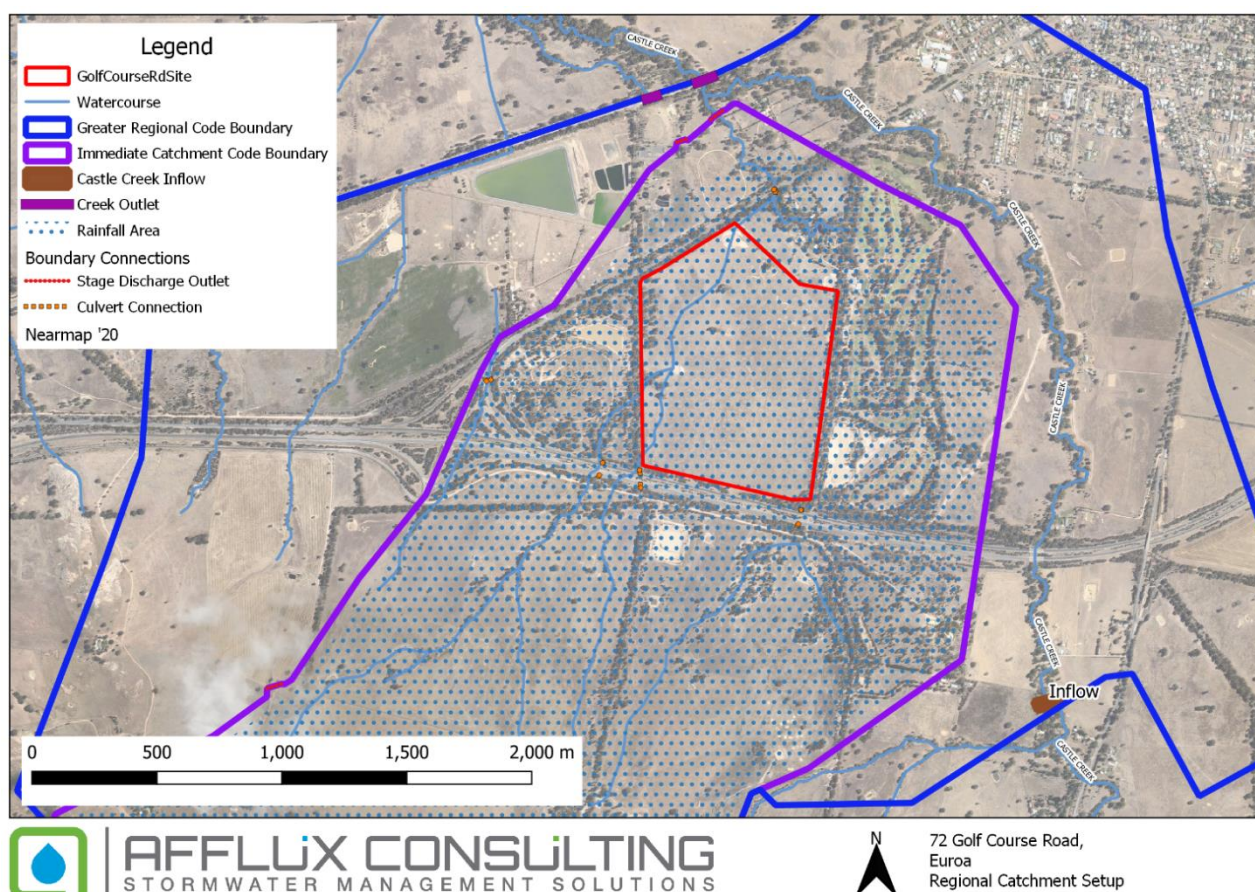 Legend
GolfCourseRdSite
Watercourse
Greater Regional Code Boundary
Immediate Catchment Code Boundary
Castle Creek Inflow
Creek Outlet
Rainfall Area
Boundary Connections
Stage Discharge Outlet
Culvert Connection
Nearmap '20
CASTLE CREEK
CASTLE CREEK
CASTLE CREEK
CASTLE CREEK
CASTLE CREEK
Inflow
CASTLE CREEK
0 500 1,000 1,500 2,000 m
AFFLUX CONSULTING
STORMWATER MANAGEMENT SOLUTIONS
N
72 Golf Course Road,
Euroa
Regional Catchment Setup